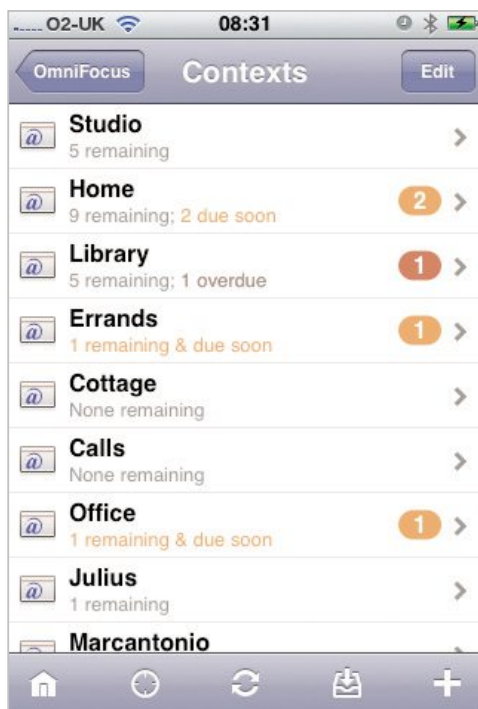 O2-UK 08:31
OmniFocus Contexts Edit
Studio
5 remaining
Home
9 remaining; 2 due soon
2
Library
5 remaining; 1 overdue
1
Errands
1 remaining & due soon
1
Cottage
None remaining
Calls
None remaining
Office
1 remaining & due soon
1
Julius
1 remaining
Marcantonio